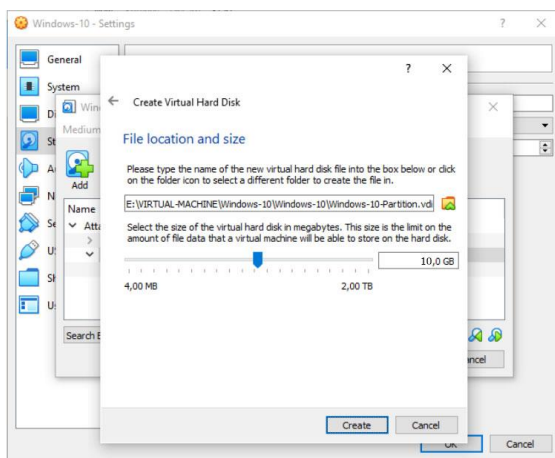 Windows-10 - Settings
? ×
General
System
? ×
Create Virtual Hard Disk
Medium
File location and size
Add
Please type the name of the new virtual hard disk file into the box below or click
on the folder icon to select a different folder to create the file in.
E:\VIRTUAL-MACHINE\Windows-10\Windows-10\Windows-10-Partition.vdi
Name
Select the size of the virtual hard disk in megabytes. This size is the limit on the
amount of file data that a virtual machine will be able to store on the hard disk.
10,0 GB
4,00 MB 2,00 TB
Create Cancel
OK Cancel